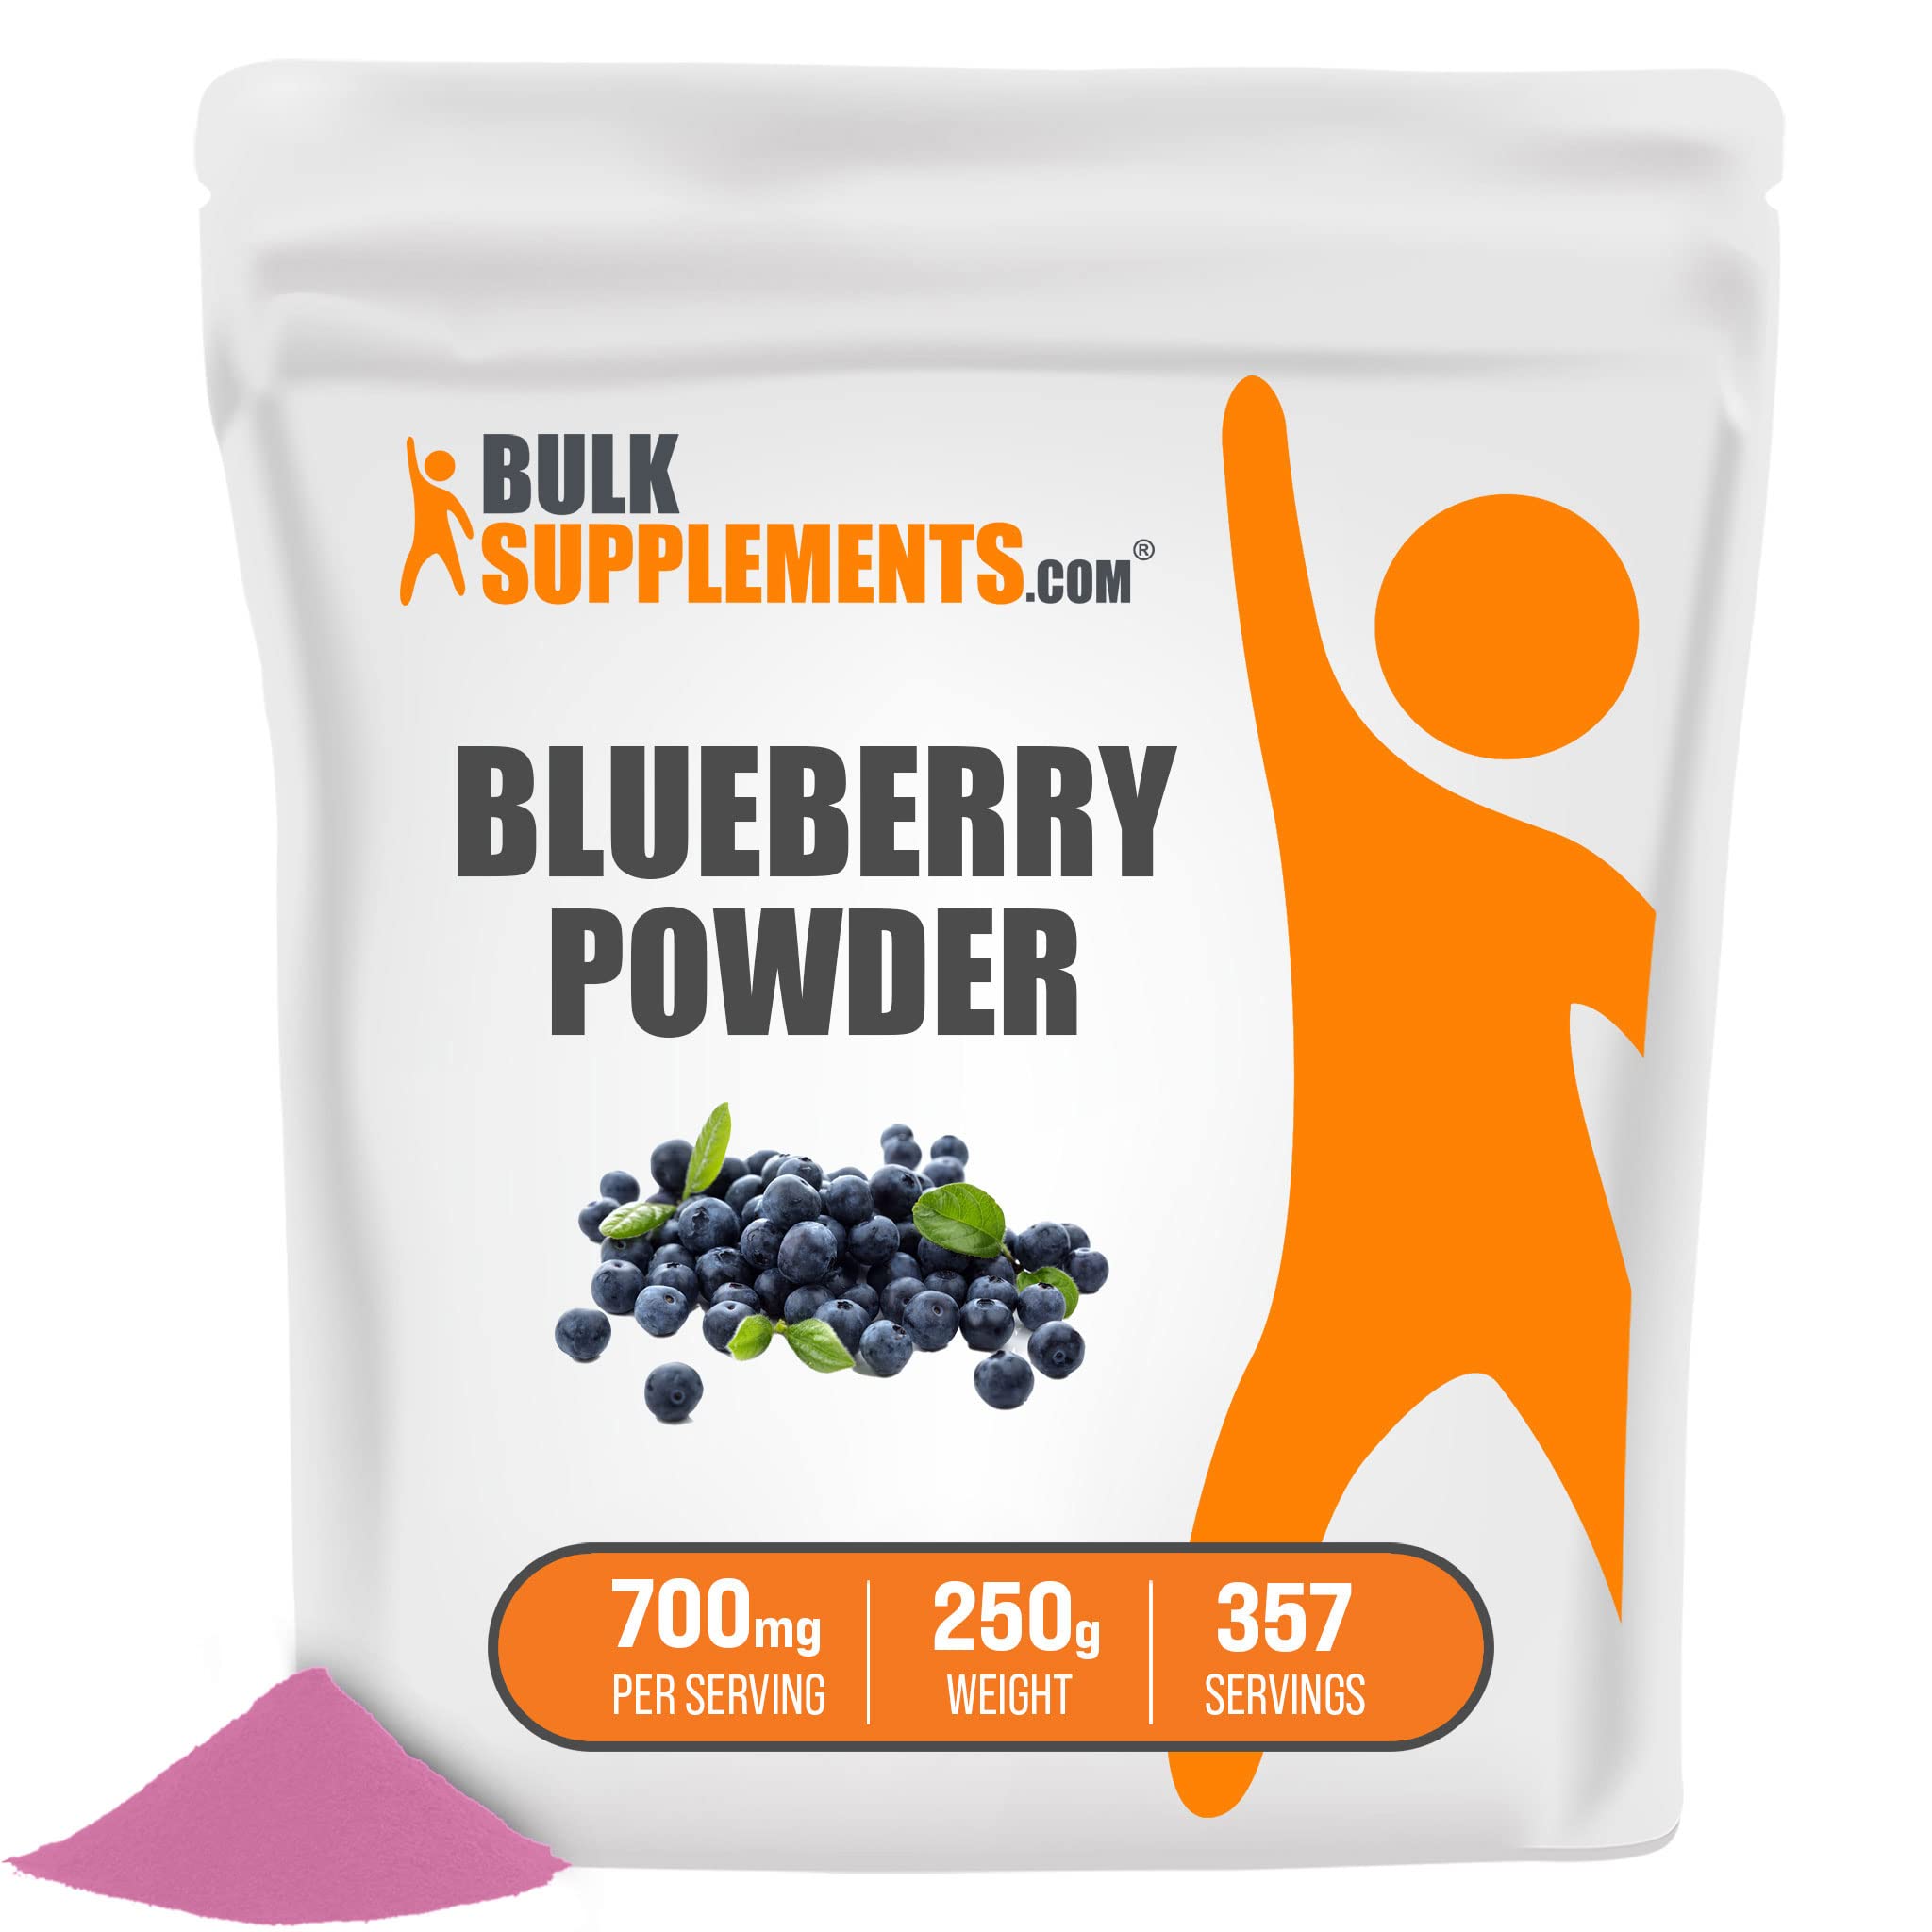 BULK
SUPPLEMENTS.COM®
BLUEBERRY
POWDER
700mg
PER SERVING
250g
WEIGHT
357
SERVINGS